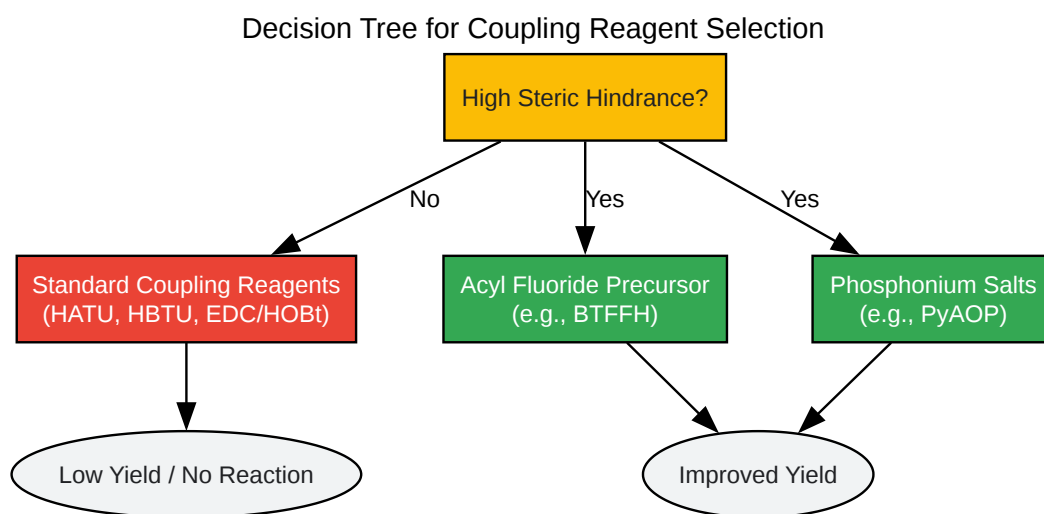 Decision Tree for Coupling Reagent Selection
High Steric Hindrance?
No
Yes
Yes
Standard Coupling Reagents
(HATU, HBTU, EDC/HOBt)
Acyl Fluoride Precursor
(e.g., BTFFH)
Phosphonium Salts
(e.g., PyAOP)
Low Yield / No Reaction
Improved Yield